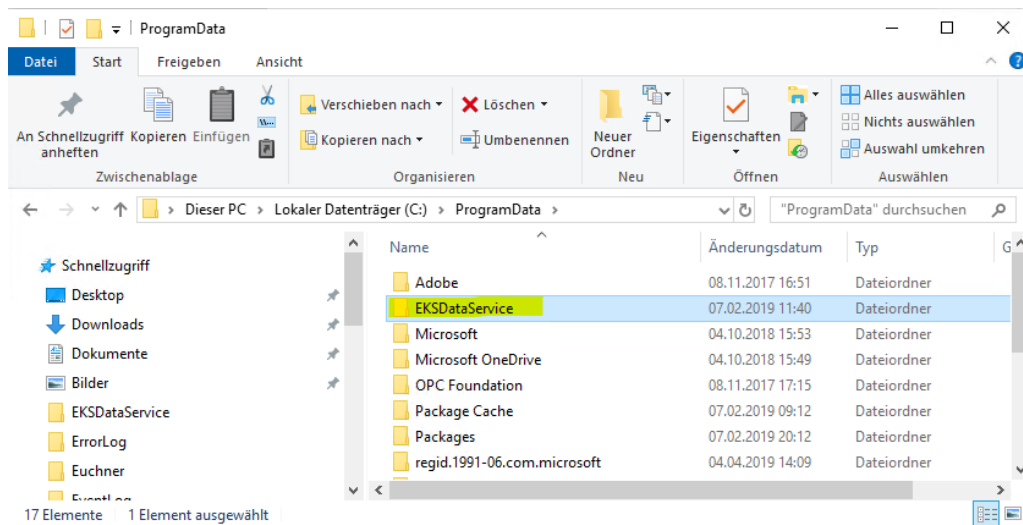 ProgramData
Datei Start Freigeben Ansicht
An Schnellzugriff anheften
Kopieren
Einfügen
Zwischenablage
Verschieben nach
Kopieren nach
Löschen
Umbenennen
Organisieren
Neuer Ordner
Neu
Eigenschaften
Öffnen
Alles auswählen
Nichts auswählen
Auswahl umkehren
Auswählen
Dieser PC > Lokaler Datenträger (C:) > ProgramData >
"ProgramData" durchsuchen
Schnellzugriff
Desktop
Downloads
Dokumente
Bilder
EKSDataService
ErrorLog
Euchner
EventLog
Name Änderungsdatum Typ G
Adobe 08.11.2017 16:51 Dateiordner
EKSDataService 07.02.2019 11:40 Dateiordner
Microsoft 04.10.2018 15:53 Dateiordner
Microsoft OneDrive 04.10.2018 15:49 Dateiordner
OPC Foundation 08.11.2017 17:15 Dateiordner
Package Cache 07.02.2019 09:12 Dateiordner
Packages 07.02.2019 20:12 Dateiordner
regid.1991-06.com.microsoft 04.04.2019 14:09 Dateiordner
17 Elemente 1 Element ausgewählt